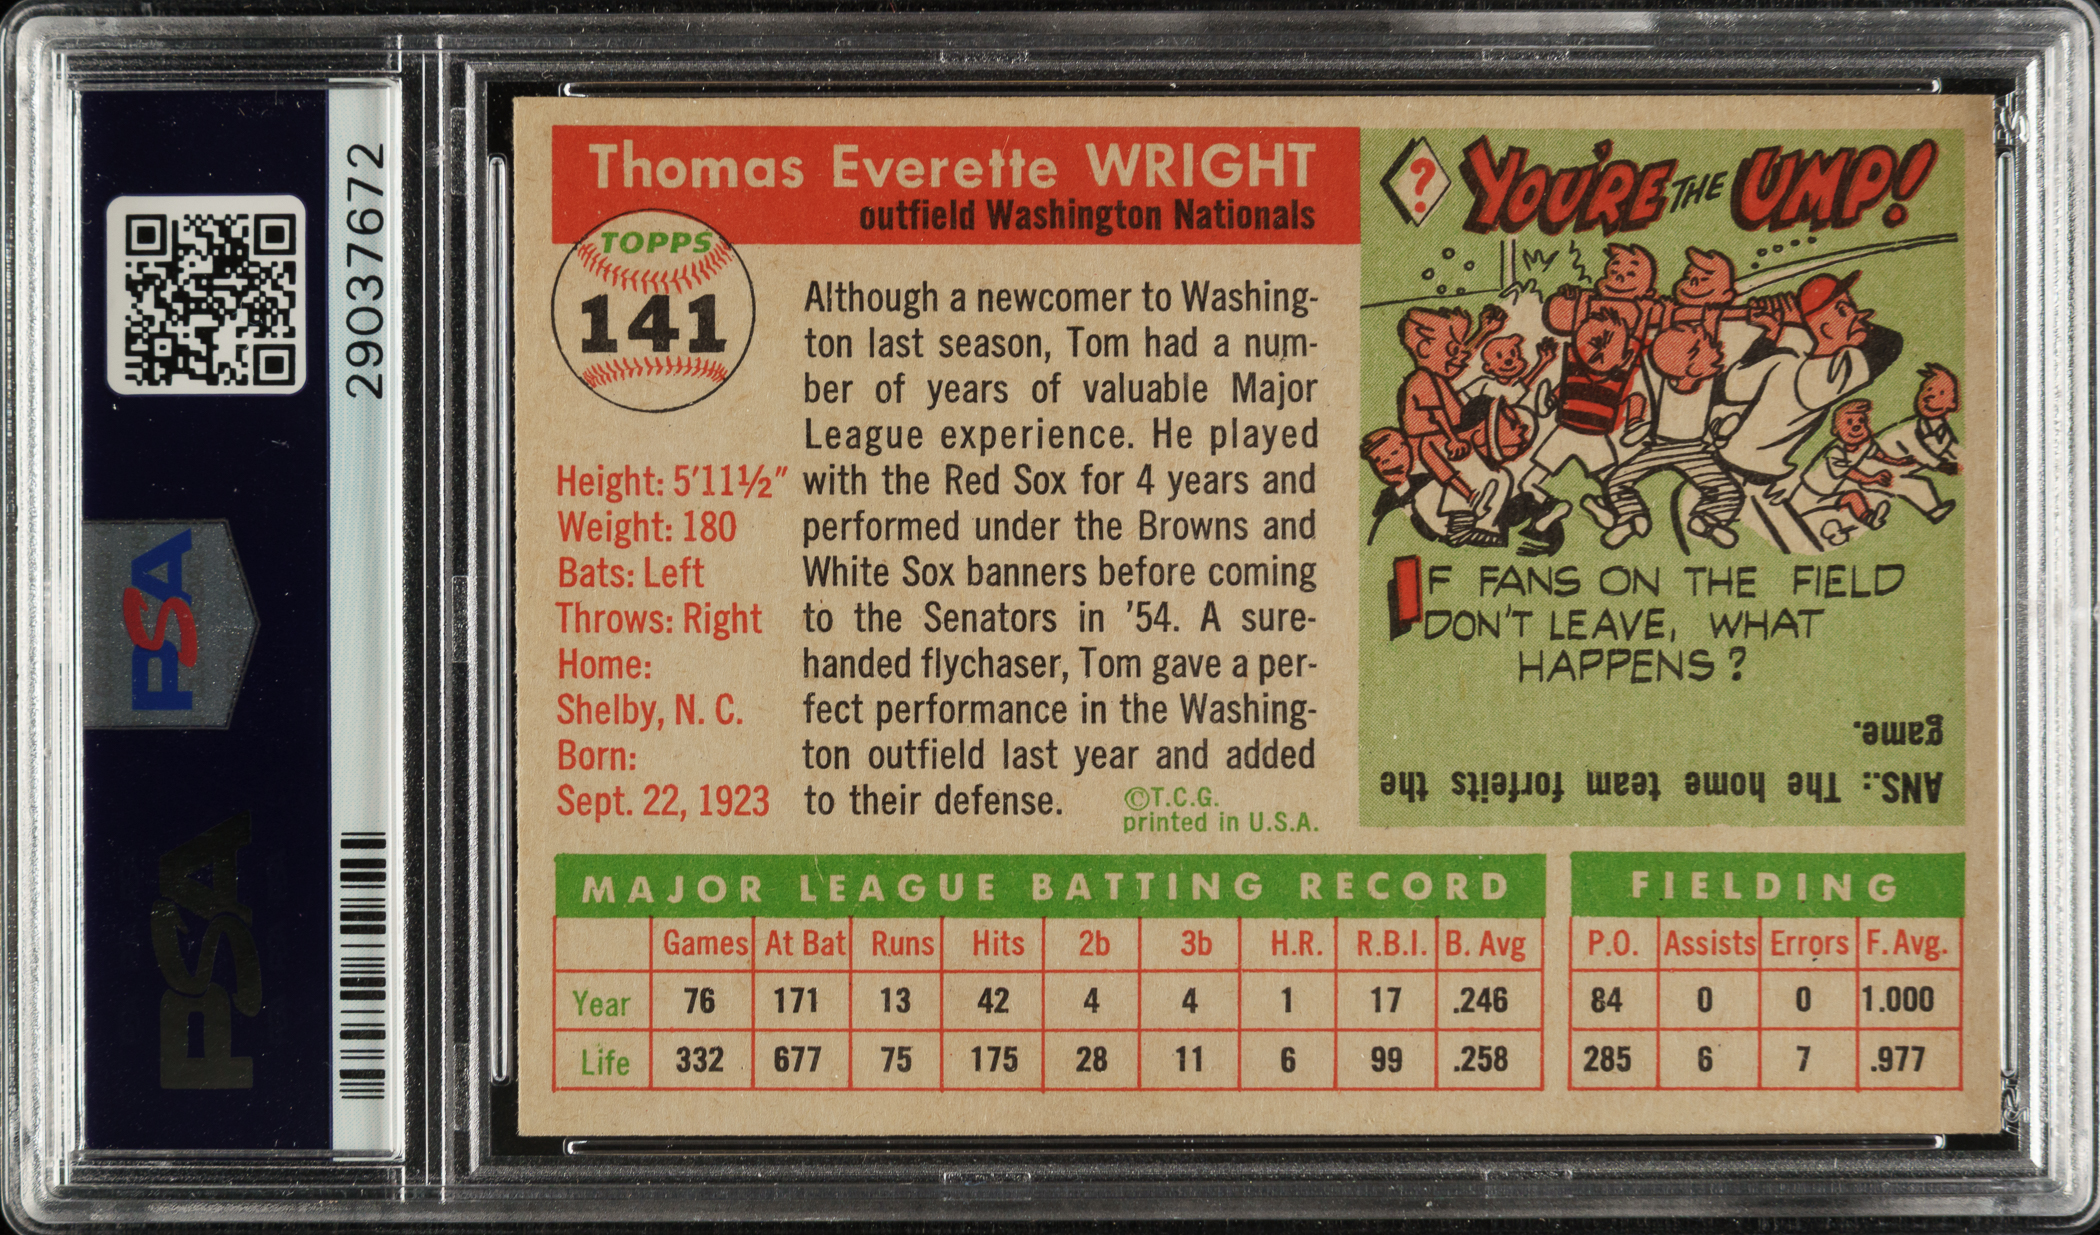 29037672
PSA
PSA
Thomas Everette WRIGHT
outfield Washington Nationals
TOPPS
141
Height: 5'11½"
Weight: 180
Bats: Left
Throws: Right
Home:
Shelby, N. C.
Born:
Sept. 22, 1923
Although a newcomer to Washing-
ton last season, Tom had a num-
ber of years of valuable Major
League experience. He played
with the Red Sox for 4 years and
performed under the Browns and
White Sox banners before coming
to the Senators in '54. A sure-
handed flychaser, Tom gave a per-
fect performance in the Washing-
ton outfield last year and added
to their defense.
©T.C.G.
printed in U.S.A.
? YOU'RE THE UMP!
IF FANS ON THE FIELD
DON'T LEAVE, WHAT
HAPPENS?
ANS.: The home team forfeits the
game.
MAJOR LEAGUE BATTING RECORD
Games At Bat Runs Hits 2b 3b H.R. R.B.I. B. Avg
Year 76 171 13 42 4 4 1 17 .246
Life 332 677 75 175 28 11 6 99 .258
FIELDING
P.O. Assists Errors F. Avg.
84 0 0 1.000
285 6 7 .977